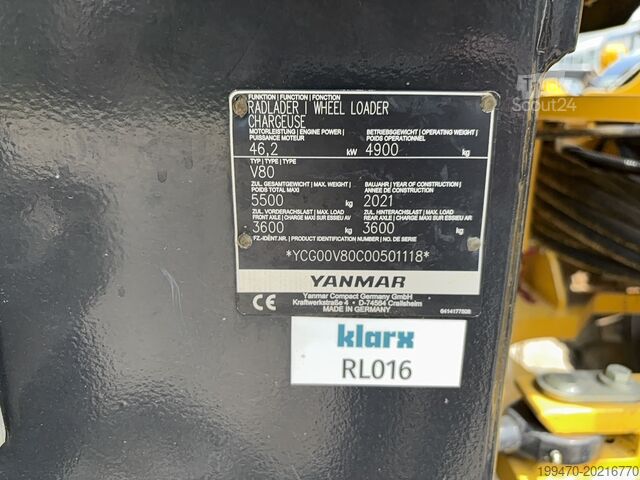 FUNKTION | FUNCTION | FONCTION
RADLADER | WHEEL LOADER
CHARGEUSE
MOTORLEISTUNG | ENGINE POWER | PUISSANCE MOTEUR
46,2 kW
BETRIEBSGEWICHT | OPERATING WEIGHT | POIDS OPERATIONNEL
4900 kg
TYP | TYPE | TYPE
V80
ZUL. GESAMTGEWICHT | MAX. WEIGHT | POIDS TOTAL MAXI
5500 kg
BAUJAHR | YEAR OF CONSTRUCTION | ANNEE DE CONSTRUCTION
2021
ZUL. VORDERACHSLAST | MAX. LOAD FRONT AXLE | CHARGE MAXI SUR ESSIEU AV
3600 kg
ZUL. HINTERACHSLAST | MAX. LOAD REAR AXLE | CHARGE MAXI SUR ESSIEU AR
3600 kg
FZ.-IDENT.NR. | PRODUCT IDENTIFICATION NUMBER | NO. DE SERIE
*YCG00V80C00501118*
YANMAR
CE
Yanmar Compact Germany GmbH
Kraftwerkstraße 4 • D-74564 Crailsheim
MADE IN GERMANY
klarx
RL016
Scout24
199470-20216770